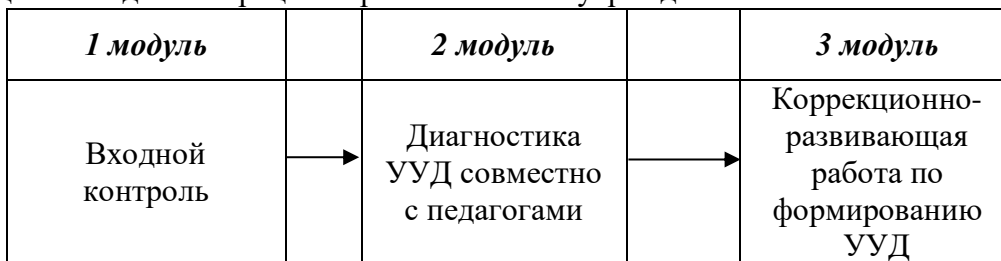 1 модуль
2 модуль
3 модуль
Входной
контроль
Диагностика
УУД совместно
с педагогами
Коррекционно-
развивающая
работа по
формированию
УУД